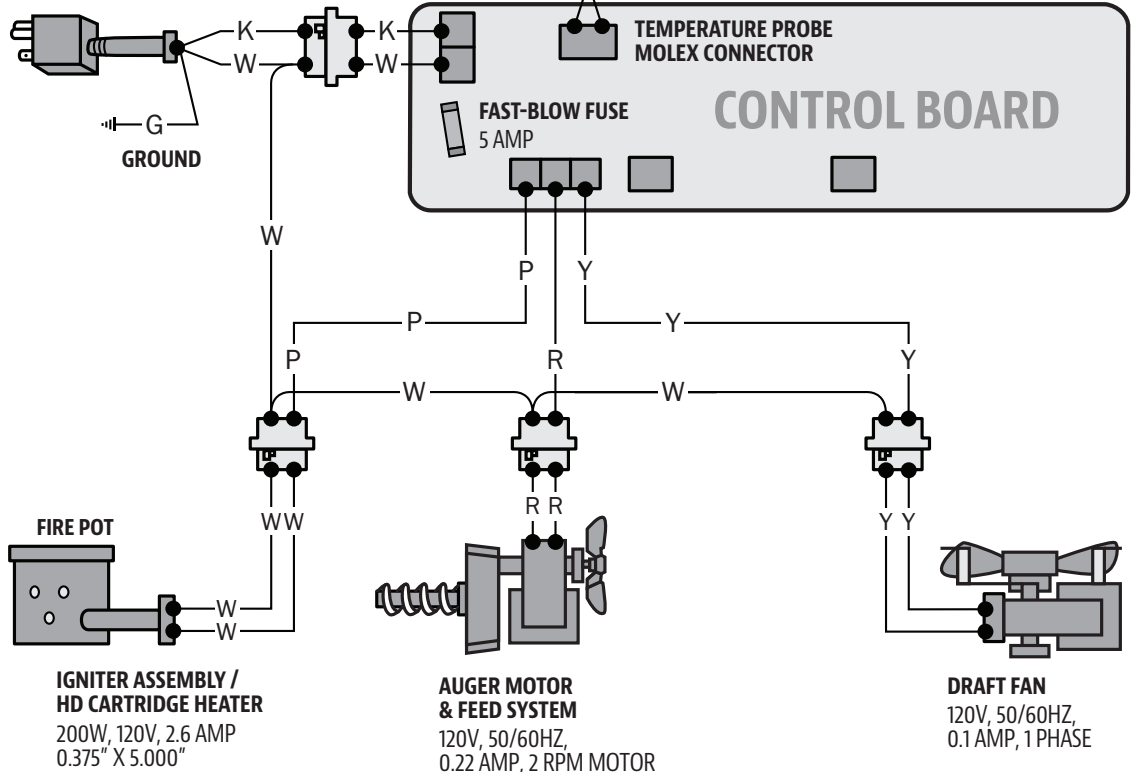 K
K
W
W
G
GROUND
TEMPERATURE PROBE
MOLEX CONNECTOR
FAST-BLOW FUSE
5 AMP
CONTROL BOARD
W
P
Y
P
Y
P
R
Y
W
W
R R
W W
Y Y
FIRE POT
W
W
IGNITER ASSEMBLY /
HD CARTRIDGE HEATER
200W, 120V, 2.6 AMP
0.375" X 5.000"
AUGER MOTOR
& FEED SYSTEM
120V, 50/60HZ,
0.22 AMP, 2 RPM MOTOR
DRAFT FAN
120V, 50/60HZ,
0.1 AMP, 1 PHASE